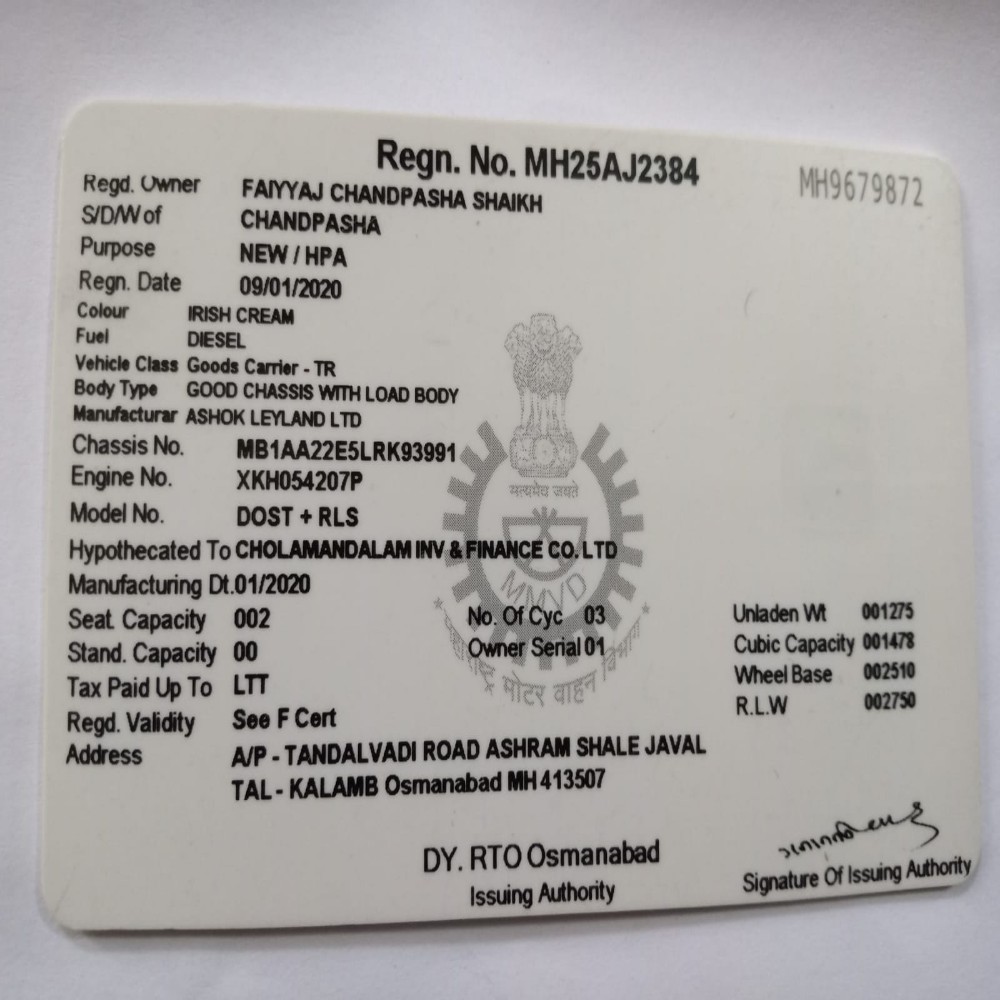 Regn. No. MH25AJ2384
MH9679872
Regd. Owner FAIYYAJ CHANDPASHA SHAIKH
S/D/W of CHANDPASHA
Purpose NEW / HPA
Regn. Date 09/01/2020
Colour IRISH CREAM
Fuel DIESEL
Vehicle Class Goods Carrier - TR
Body Type GOOD CHASSIS WITH LOAD BODY
Manufacturar ASHOK LEYLAND LTD
Chassis No. MB1AA22E5LRK93991
Engine No. XKH054207P
सत्यमेव जयते
Model No. DOST + RLS
Hypothecated To CHOLAMANDALAM INV & FINANCE CO. LTD
MMVD
Manufacturing Dt.01/2020
Seat. Capacity 002 No. Of Cyc 03 Unladen Wt 001275
Stand. Capacity 00 Owner Serial 01 Cubic Capacity 001478
Tax Paid Up To LTT Wheel Base 002510
महाराष्ट्र मोटर वाहन विभाग
Regd. Validity See F Cert R.L.W 002750
Address A/P - TANDALVADI ROAD ASHRAM SHALE JAVAL
TAL - KALAMB Osmanabad MH 413507
DY. RTO Osmanabad
Issuing Authority
Signature Of Issuing Authority